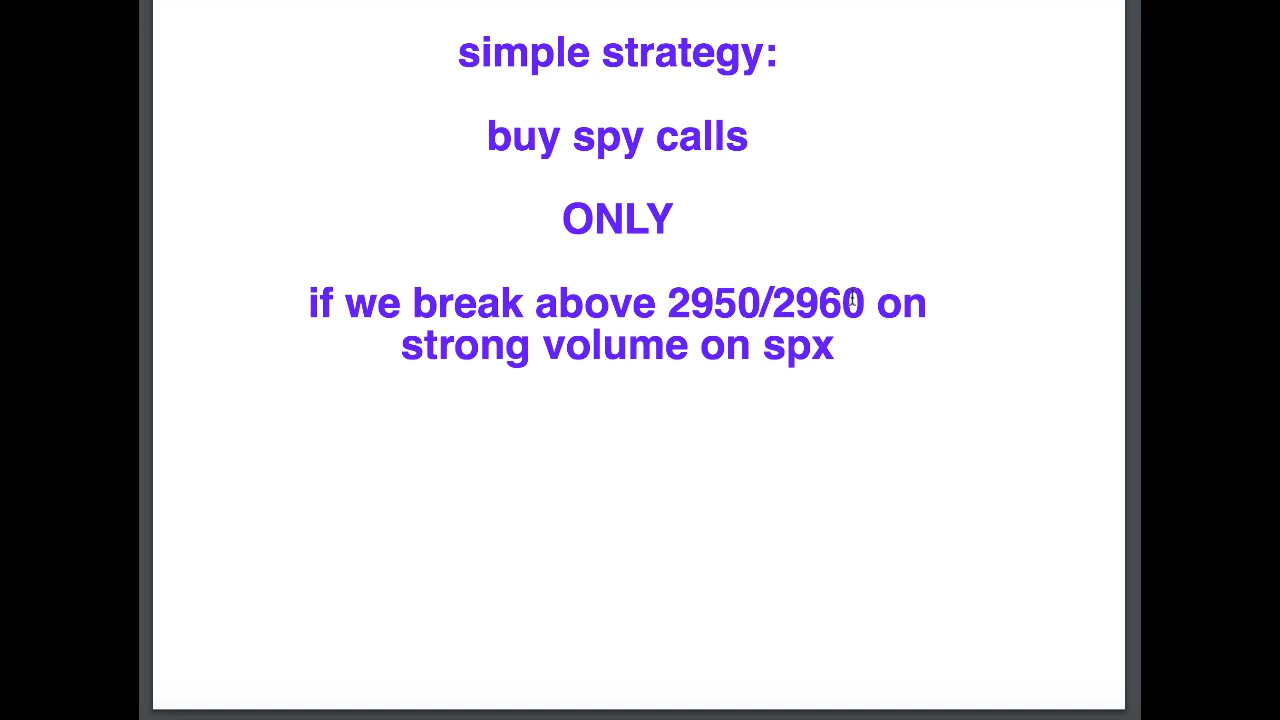 simple strategy:
buy spy calls
ONLY
if we break above 2950/2960 on
strong volume on spx